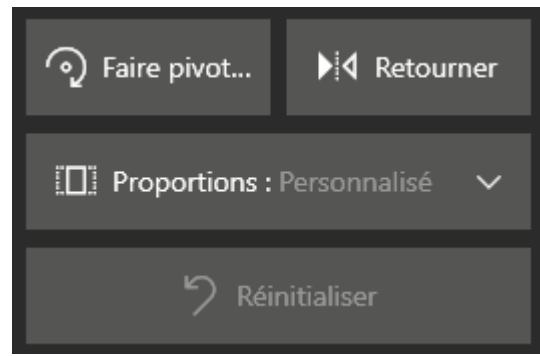 Faire pivot... Retourner
Proportions : Personnalisé
Réinitialiser